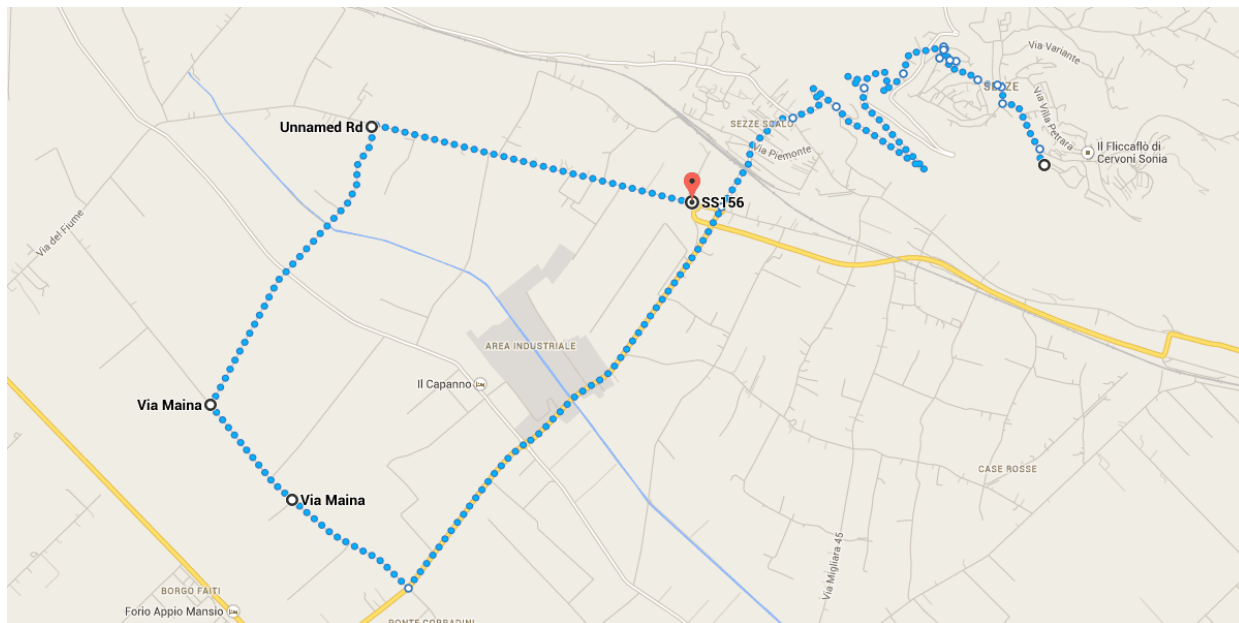 Via Variante
SEZZE
Via Villa Petrara
Unnamed Rd
SEZZE SCALO
Via Piemonte
Il Fliccaflò di
Cervoni Sonia
SS156
Via del Fiume
AREA INDUSTRIALE
Il Capanno
Via Maina
CASE ROSSE
Via Maina
Via Migliara 45
BORGO FAITI
Forio Appio Mansio
PONTE CORRADINI